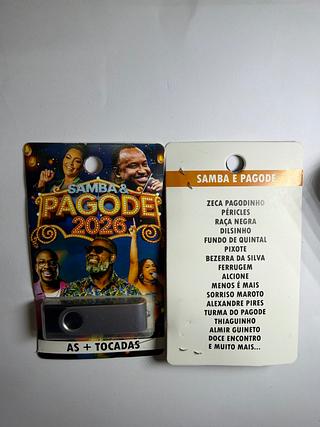 SAMBA &
PAGODE
2026
AS + TOCADAS
SAMBA E PAGODE
ZECA PAGODINHO
PÉRICLES
RAÇA NEGRA
DILSINHO
FUNDO DE QUINTAL
PIXOTE
BEZERRA DA SILVA
FERRUGEM
ALCIONE
MENOS É MAIS
SORRISO MAROTO
ALEXANDRE PIRES
TURMA DO PAGODE
THIAGUINHO
ALMIR GUINETO
DOCE ENCONTRO
E MUITO MAIS...